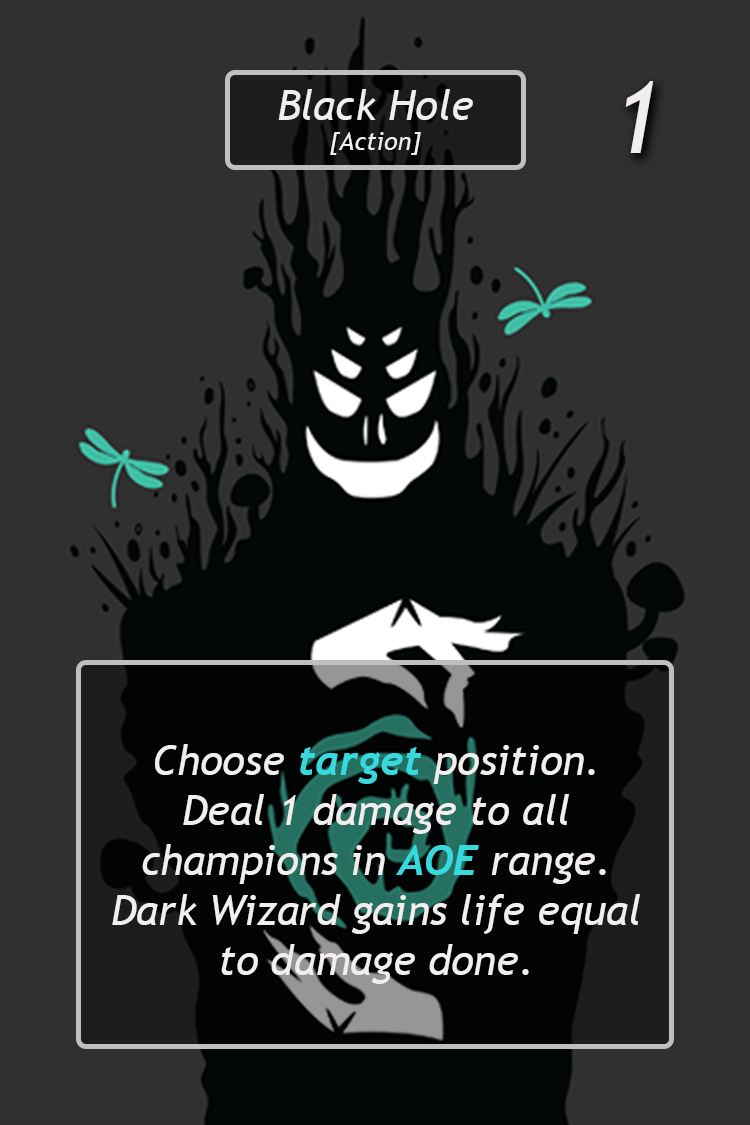 Black Hole
[Action]
1
Choose target position.
Deal 1 damage to all
champions in AOE range.
Dark Wizard gains life equal
to damage done.